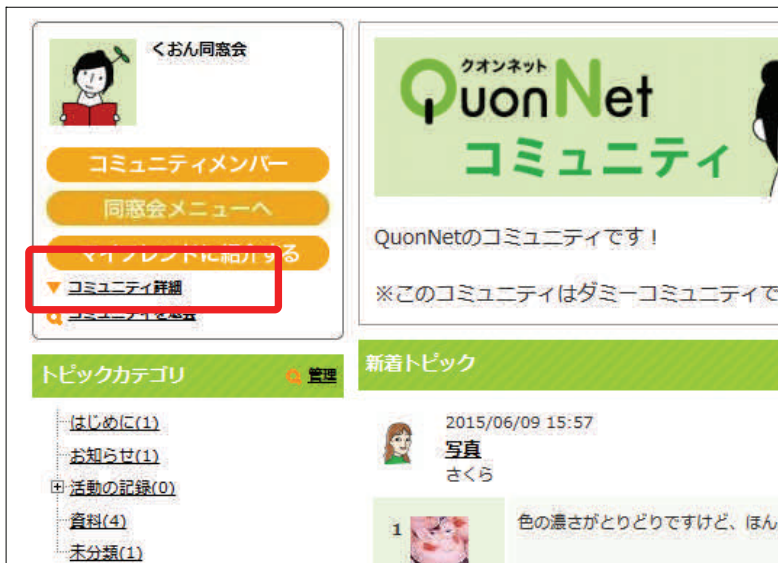 くおん同窓会
コミュニティメンバー
同窓会メニューへ
マイフレンドに紹介する
コミュニティ詳細
コミュニティを退会
クオンネット
QuonNet
コミュニティ
QuonNetのコミュニティです！
※このコミュニティはダミーコミュニティで
トピックカテゴリ
管理
はじめに(1)
お知らせ(1)
活動の記録(0)
資料(4)
未分類(1)
新着トピック
2015/06/09 15:57
写真
さくら
1
色の濃さがとりどりですけど、ほん